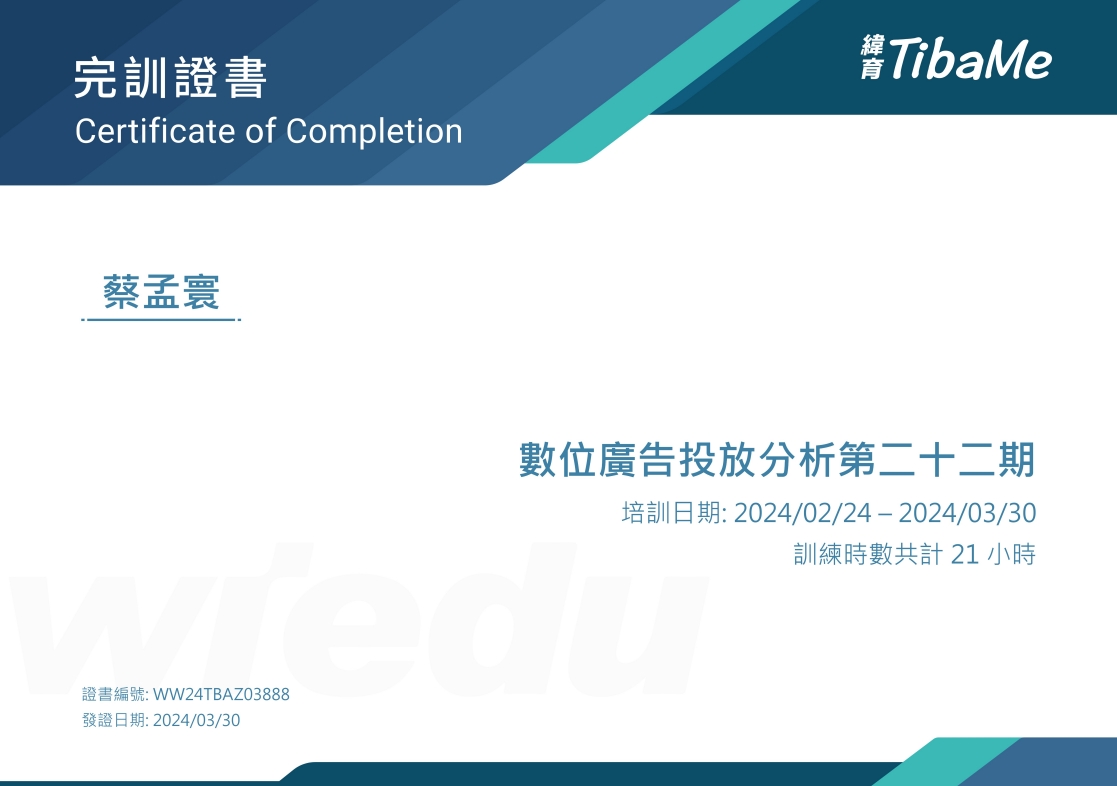 完訓證書
Certificate of Completion
緯育 TibaMe
蔡孟寰
數位廣告投放分析第二十二期
培訓日期: 2024/02/24 – 2024/03/30
訓練時數共計 21 小時
wiedu
證書編號: WW24TBAZ03888
發證日期: 2024/03/30